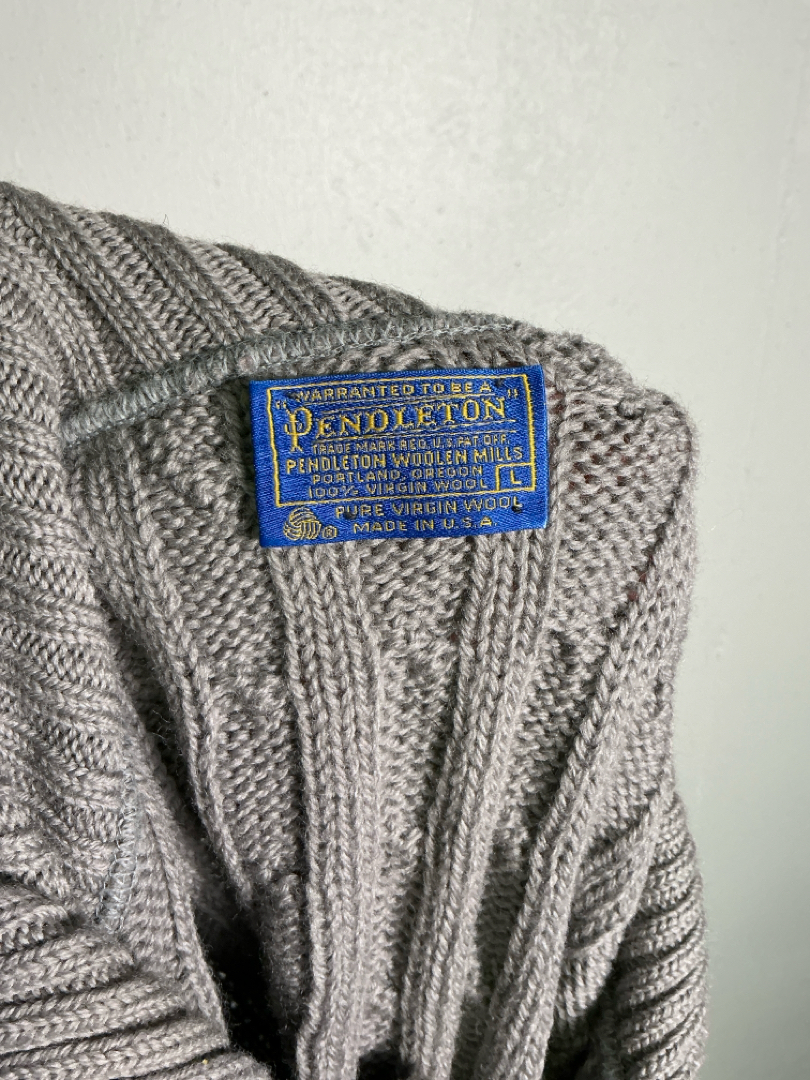 "WARRANTED TO BE A
PENDLETON"
TRADE MARK REG. U.S. PAT. OFF.
PENDLETON WOOLEN MILLS
PORTLAND, OREGON
100% VIRGIN WOOL L
PURE VIRGIN WOOL
® MADE IN U.S.A